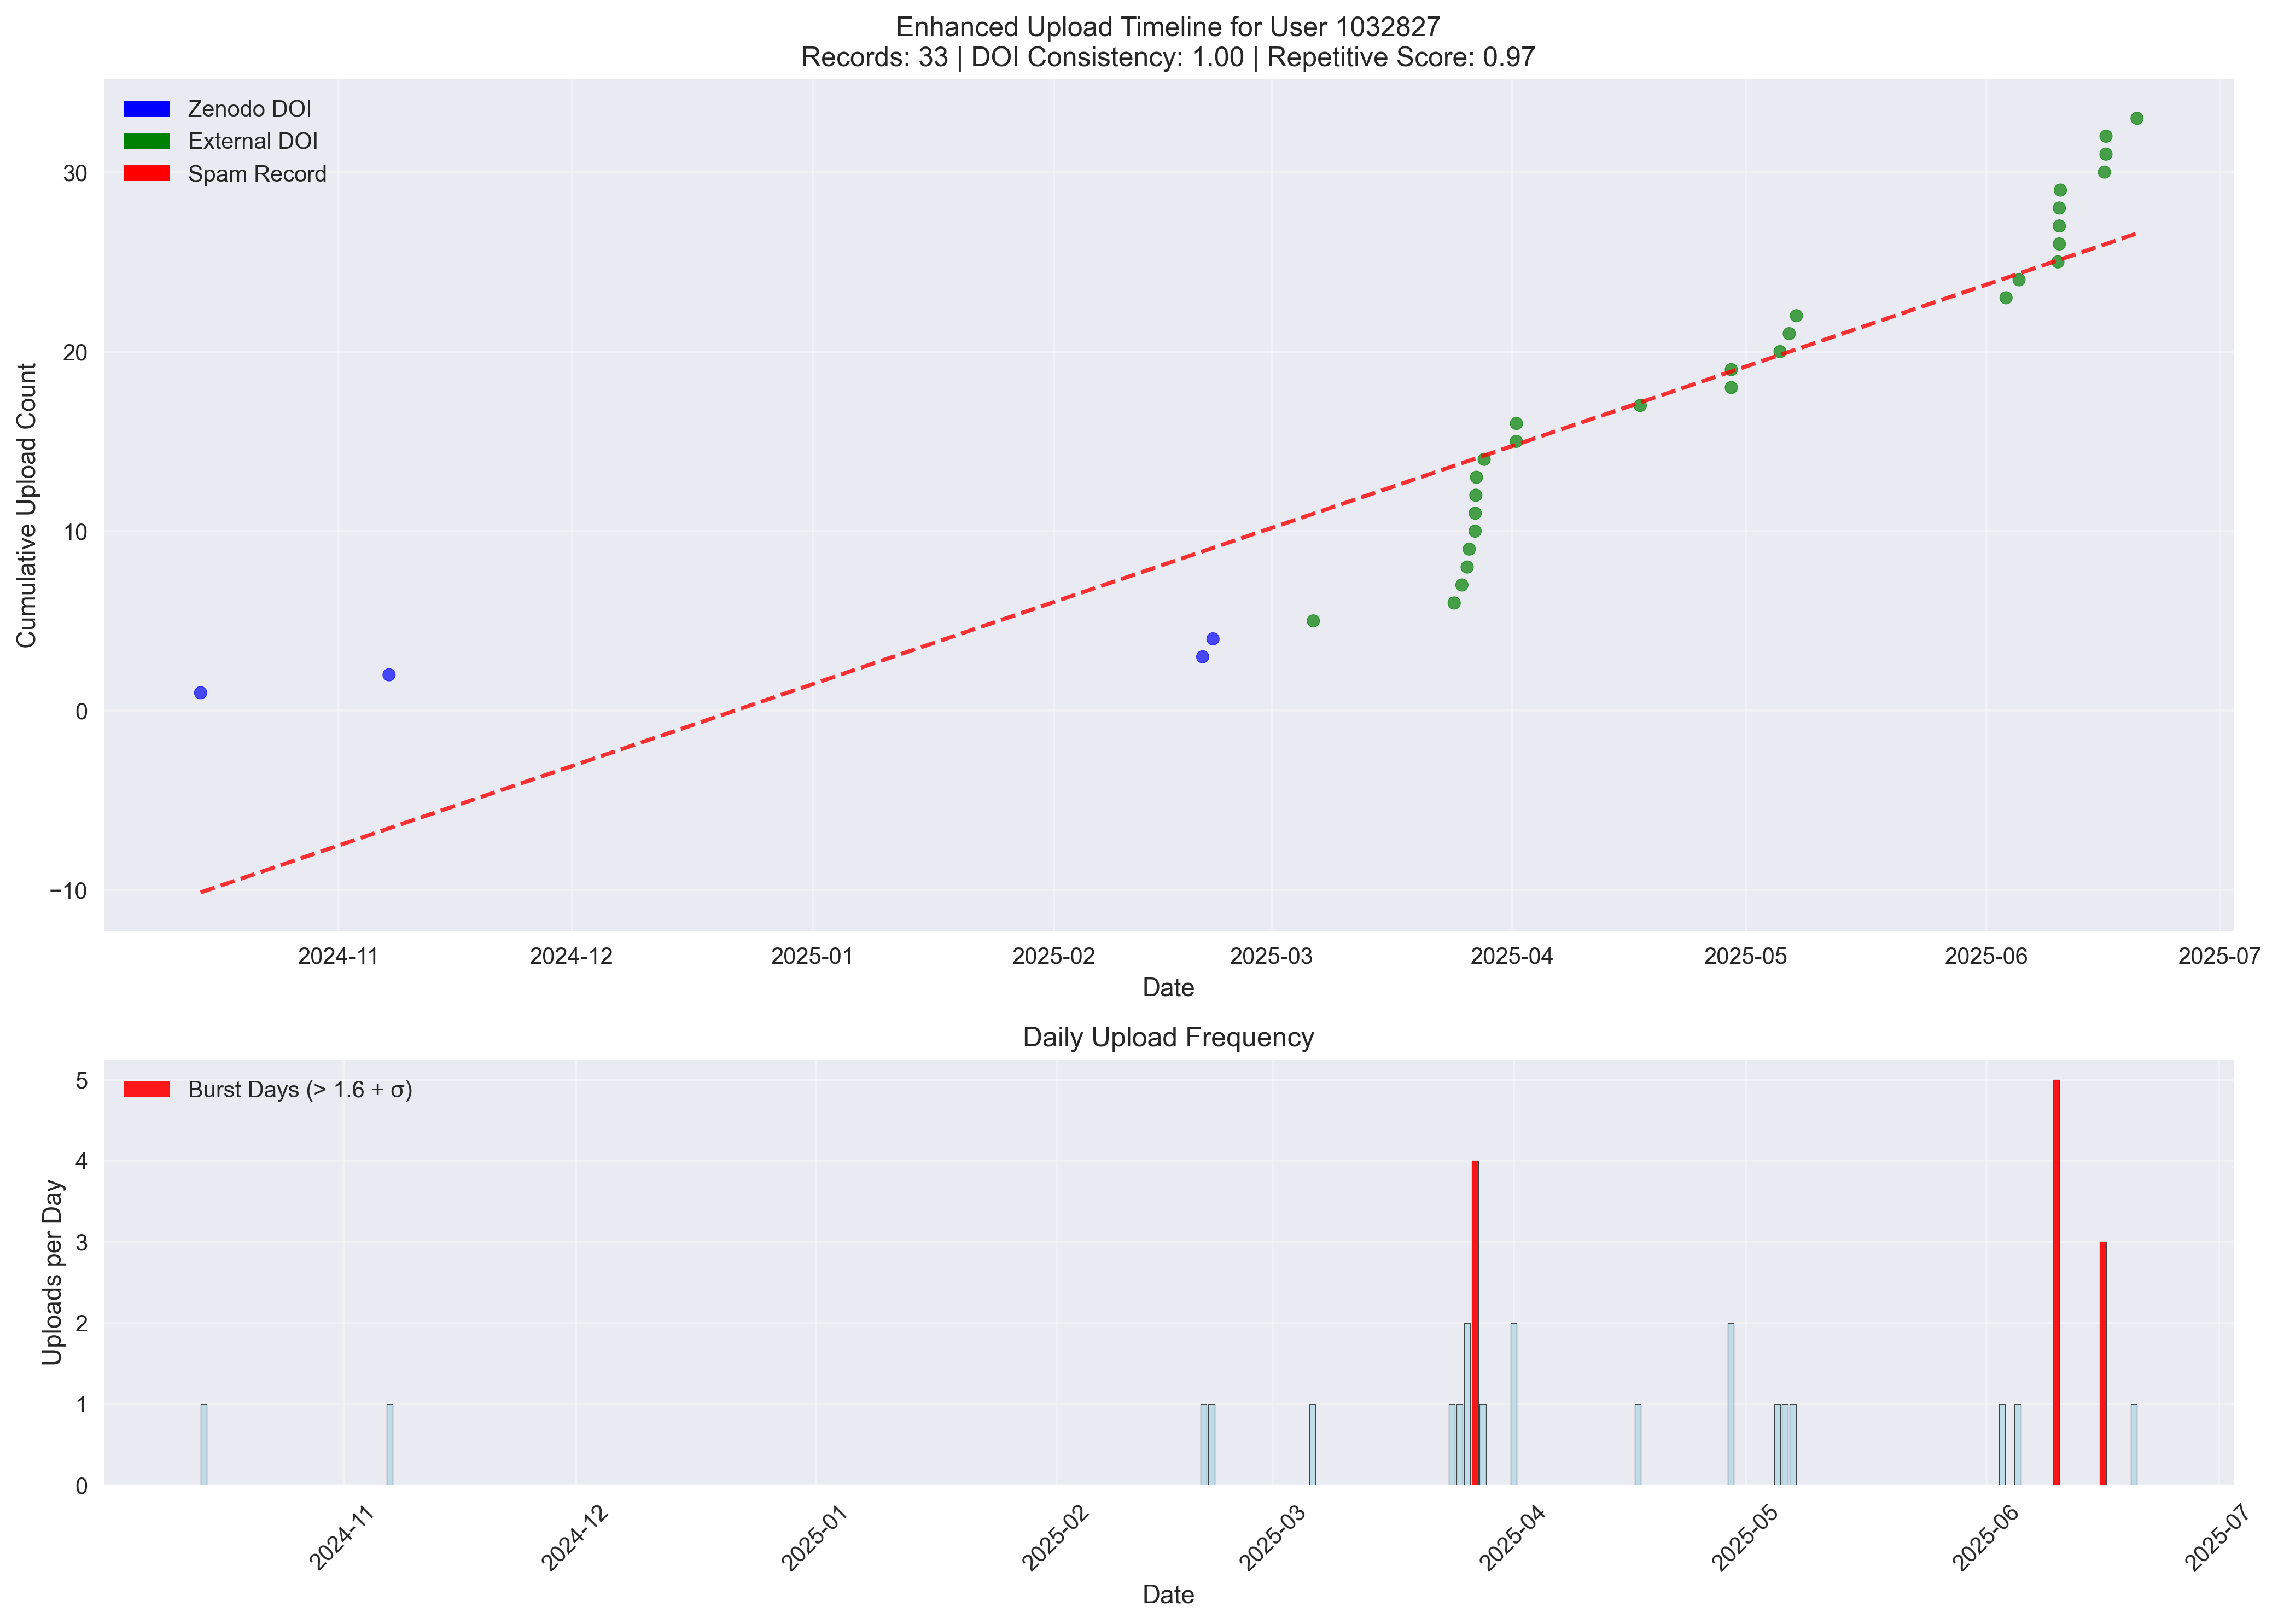 Enhanced Upload Timeline for User 1032827
Records: 33 | DOI Consistency: 1.00 | Repetitive Score: 0.97
Zenodo DOI
External DOI
Spam Record
Cumulative Upload Count
30
20
10
0
−10
2024-11 2024-12 2025-01 2025-02 2025-03 2025-04 2025-05 2025-06 2025-07
Date
Daily Upload Frequency
Burst Days (> 1.6 + σ)
Uploads per Day
5
4
3
2
1
0
2024-11 2024-12 2025-01 2025-02 2025-03 2025-04 2025-05 2025-06 2025-07
Date